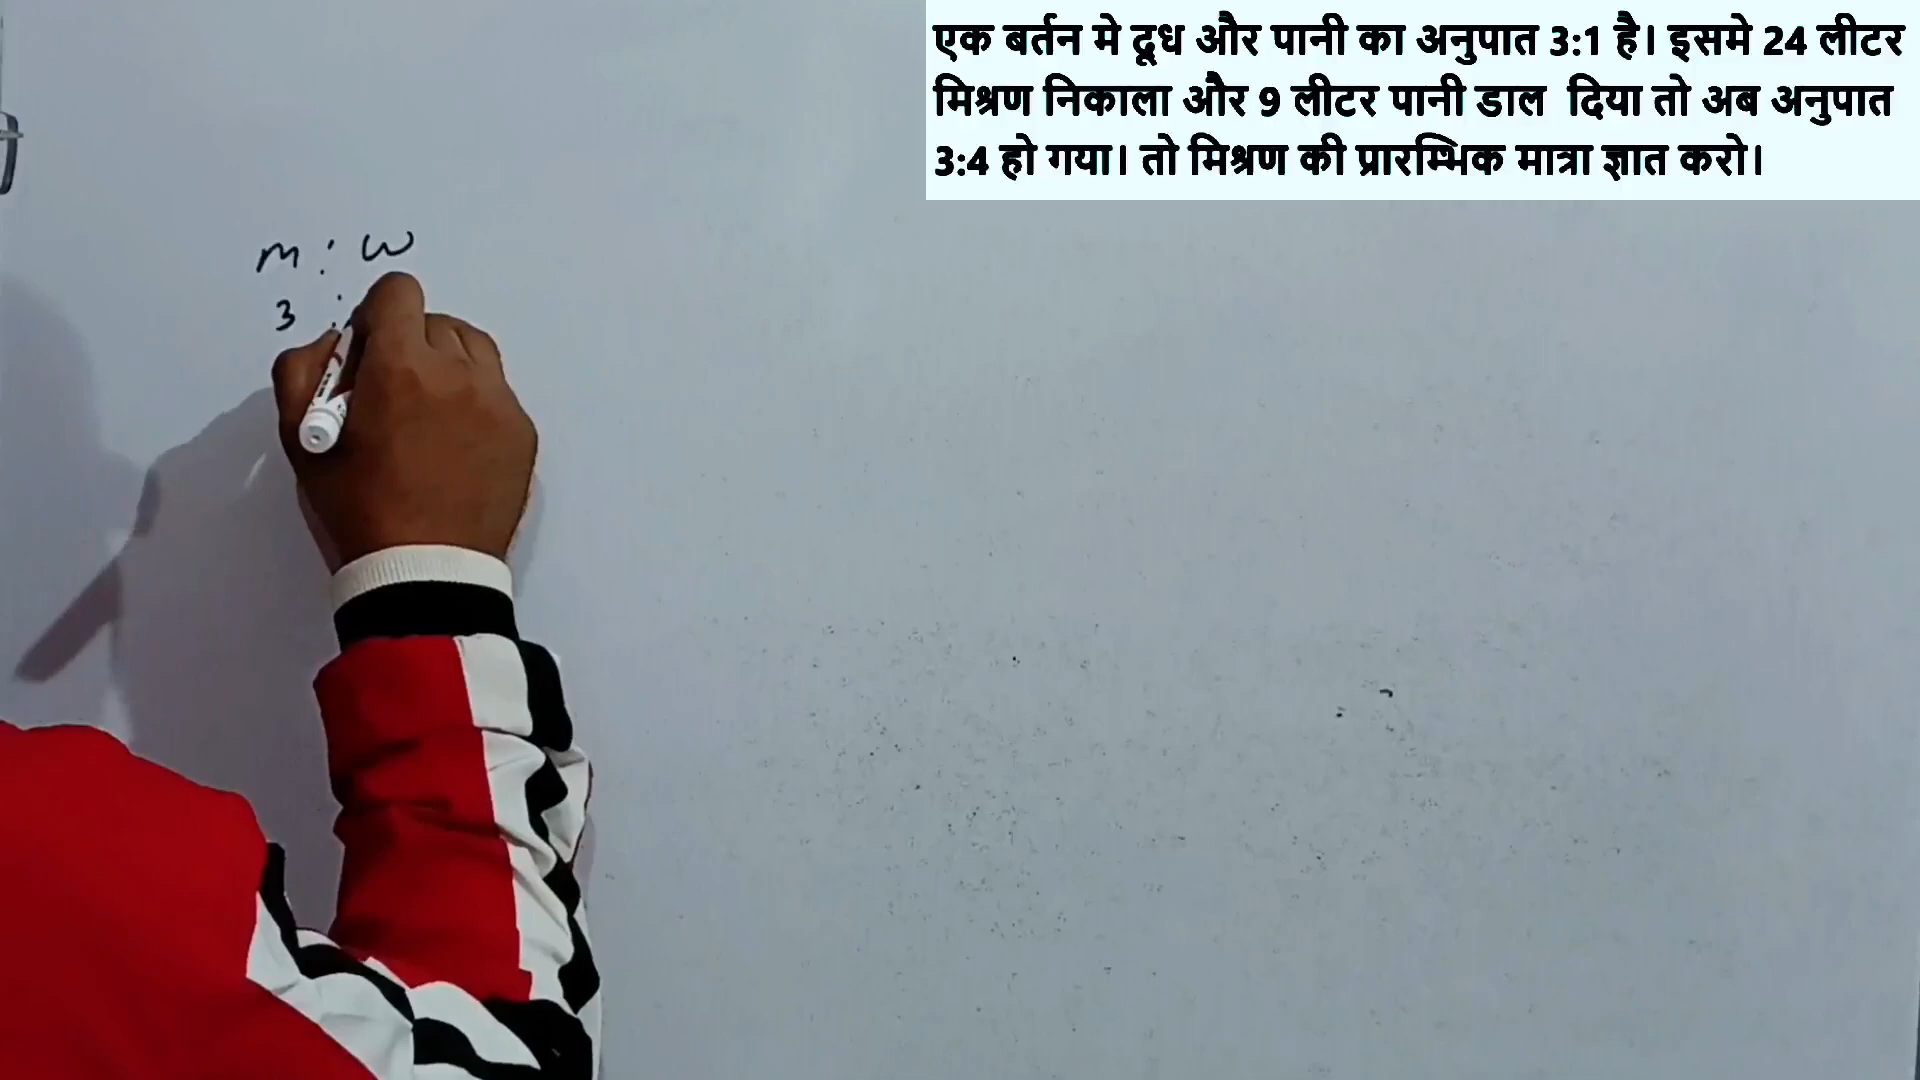 एक बर्तन मे दूध और पानी का अनुपात 3:1 है। इसमे 24 लीटर
मिश्रण निकाला और 9 लीटर पानी डाल दिया तो अब अनुपात
3:4 हो गया। तो मिश्रण की प्रारम्भिक मात्रा ज्ञात करो।
m : w
3 :